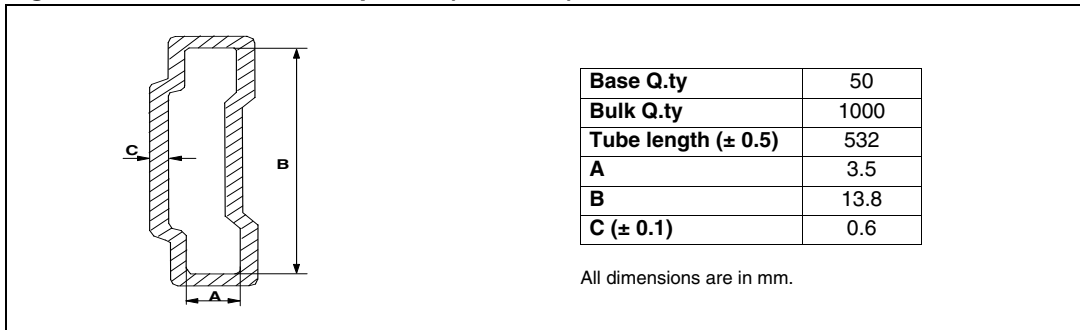 C
B
A
Base Q.ty 50
Bulk Q.ty 1000
Tube length (± 0.5) 532
A 3.5
B 13.8
C (± 0.1) 0.6
All dimensions are in mm.